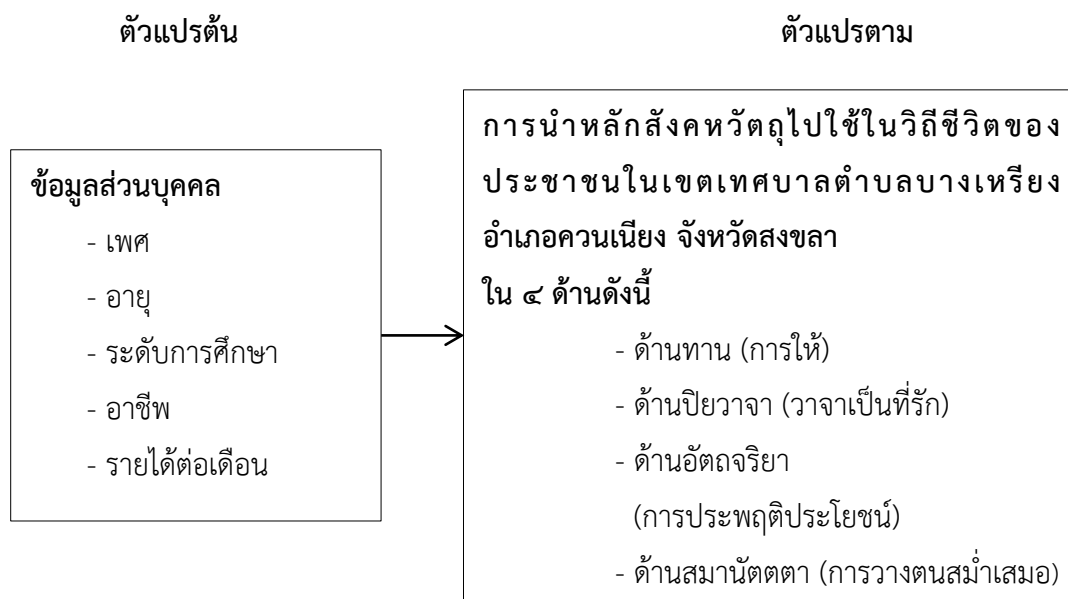 ตัวแปรต้น
ตัวแปรตาม
ข้อมูลส่วนบุคคล
- เพศ
- อายุ
- ระดับการศึกษา
- อาชีพ
- รายได้ต่อเดือน
การนำหลักสังคหวัตถุไปใช้ในวิถีชีวิตของ
ประชาชนในเขตเทศบาลตำบลบางเหรียง
อำเภอควนเนียง จังหวัดสงขลา
ใน ๔ ด้านดังนี้
- ด้านทาน (การให้)
- ด้านปิยวาจา (วาจาเป็นที่รัก)
- ด้านอัตถจริยา
(การประพฤติประโยชน์)
- ด้านสมานัตตตา (การวางตนสม่ำเสมอ)